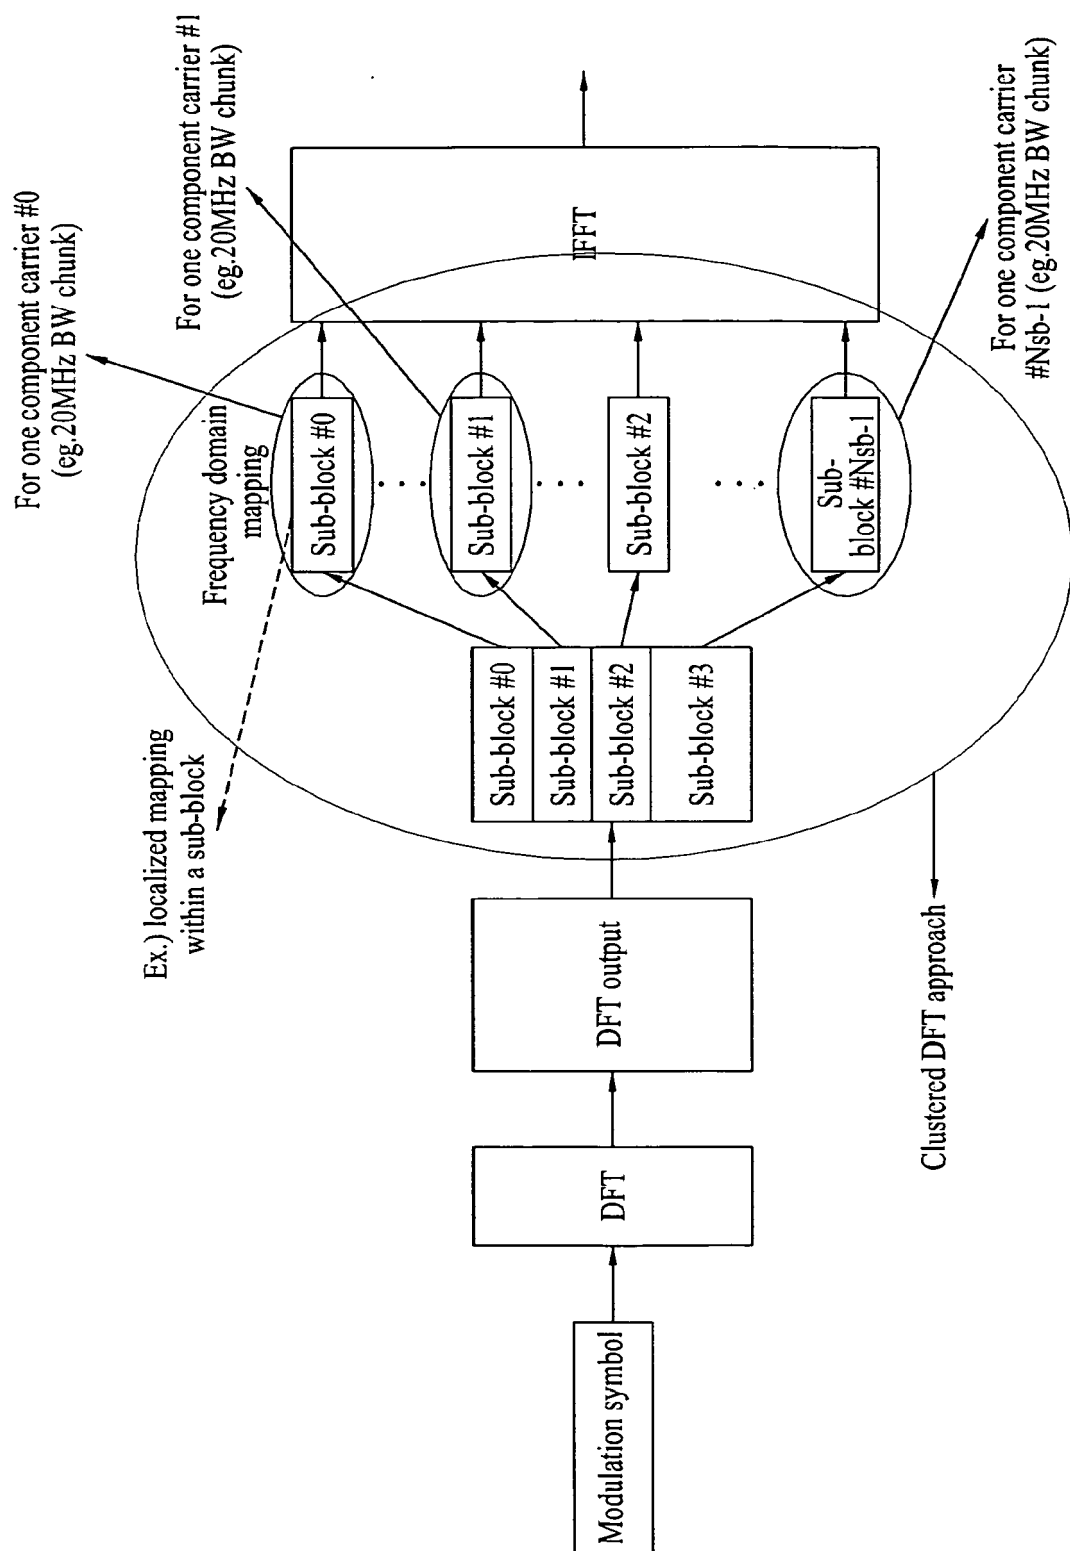 Modulation symbol
DFT
DFT output
Sub-block #0
Sub-block #1
Sub-block #2
Sub-block #3
Clustered DFT approach
Ex.) localized mapping
within a sub-block
Frequency domain
mapping
Sub-block #0
Sub-block #1
Sub-block #2
Sub-
block #Nsb-1
IFFT
For one component carrier #0
(eg.20MHz BW chunk)
For one component carrier #1
(eg.20MHz BW chunk)
For one component carrier
#Nsb-1 (eg.20MHz BW chunk)